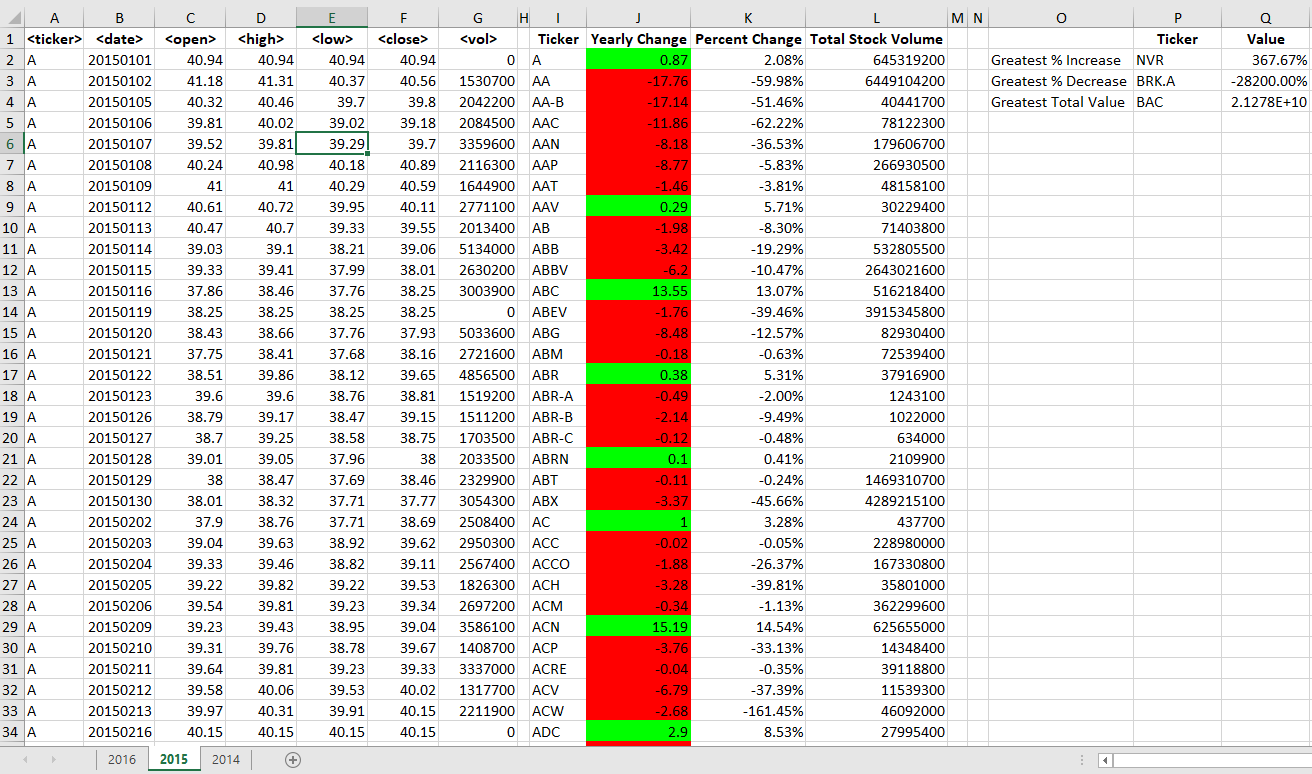 A B C D E F G H I J K L M N O P Q
1 <ticker> <date> <open> <high> <low> <close> <vol> Ticker Yearly Change Percent Change Total Stock Volume Ticker Value
2 A 20150101 40.94 40.94 40.94 40.94 0 A 0.87 2.08% 645319200 Greatest % Increase NVR 367.67%
3 A 20150102 41.18 41.31 40.37 40.56 1530700 AA -17.76 -59.98% 6449104200 Greatest % Decrease BRK.A -28200.00%
4 A 20150105 40.32 40.46 39.7 39.8 2042200 AA-B -17.14 -51.46% 40441700 Greatest Total Value BAC 2.1278E+10
5 A 20150106 39.81 40.02 39.02 39.18 2084500 AAC -11.86 -62.22% 78122300
6 A 20150107 39.52 39.81 39.29 39.7 3359600 AAN -8.18 -36.53% 179606700
7 A 20150108 40.24 40.98 40.18 40.89 2116300 AAP -8.77 -5.83% 266930500
8 A 20150109 41 41 40.29 40.59 1644900 AAT -1.46 -3.81% 48158100
9 A 20150112 40.61 40.72 39.95 40.11 2771100 AAV 0.29 5.71% 30229400
10 A 20150113 40.47 40.7 39.33 39.55 2013400 AB -1.98 -8.30% 71403800
11 A 20150114 39.03 39.1 38.21 39.06 5134000 ABB -3.42 -19.29% 532805500
12 A 20150115 39.33 39.41 37.99 38.01 2630200 ABBV -6.2 -10.47% 2643021600
13 A 20150116 37.86 38.46 37.76 38.25 3003900 ABC 13.55 13.07% 516218400
14 A 20150119 38.25 38.25 38.25 38.25 0 ABEV -1.76 -39.46% 3915345800
15 A 20150120 38.43 38.66 37.76 37.93 5033600 ABG -8.48 -12.57% 82930400
16 A 20150121 37.75 38.41 37.68 38.16 2721600 ABM -0.18 -0.63% 72539400
17 A 20150122 38.51 39.86 38.12 39.65 4856500 ABR 0.38 5.31% 37916900
18 A 20150123 39.6 39.6 38.76 38.81 1519200 ABR-A -0.49 -2.00% 1243100
19 A 20150126 38.79 39.17 38.47 39.15 1511200 ABR-B -2.14 -9.49% 1022000
20 A 20150127 38.7 39.25 38.58 38.75 1703500 ABR-C -0.12 -0.48% 634000
21 A 20150128 39.01 39.05 37.96 38 2033500 ABRN 0.1 0.41% 2109900
22 A 20150129 38 38.47 37.69 38.46 2329900 ABT -0.11 -0.24% 1469310700
23 A 20150130 38.01 38.32 37.71 37.77 3054300 ABX -3.37 -45.66% 4289215100
24 A 20150202 37.9 38.76 37.71 38.69 2508400 AC 1 3.28% 437700
25 A 20150203 39.04 39.63 38.92 39.62 2950300 ACC -0.02 -0.05% 228980000
26 A 20150204 39.33 39.46 38.82 39.11 2567400 ACCO -1.88 -26.37% 167330800
27 A 20150205 39.22 39.82 39.22 39.53 1826300 ACH -3.28 -39.81% 35801000
28 A 20150206 39.54 39.81 39.23 39.34 2697200 ACM -0.34 -1.13% 362299600
29 A 20150209 39.23 39.43 38.95 39.04 3586100 ACN 15.19 14.54% 625655000
30 A 20150210 39.31 39.76 38.78 39.67 1408700 ACP -3.76 -33.13% 14348400
31 A 20150211 39.64 39.81 39.23 39.33 3337000 ACRE -0.04 -0.35% 39118800
32 A 20150212 39.58 40.06 39.53 40.02 1317700 ACV -6.79 -37.39% 11539300
33 A 20150213 39.97 40.31 39.91 40.15 2211900 ACW -2.68 -161.45% 46092000
34 A 20150216 40.15 40.15 40.15 40.15 0 ADC 2.9 8.53% 27995400
2016 2015 2014